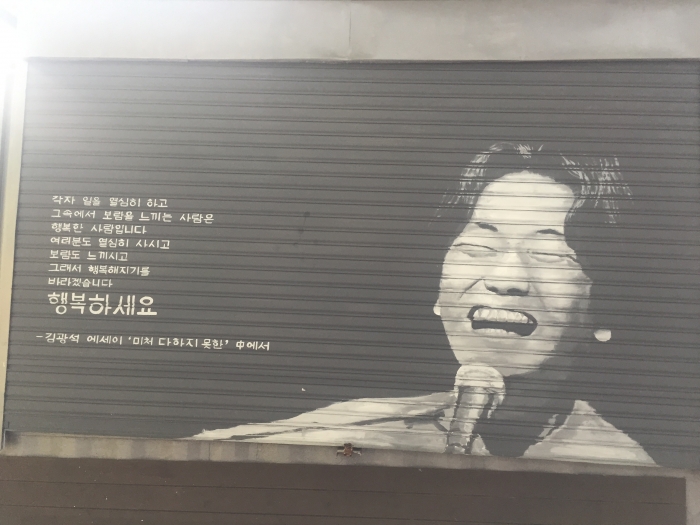 각자 일을 열심히 하고
그속에서 보람을 느끼는 사람은
행복한 사람입니다
여러분도 열심히 사시고
보람도 느끼시고
그래서 행복해지기를
바라겠습니다
행복하세요
-김광석 에세이 '미처 다하지 못한' 中에서